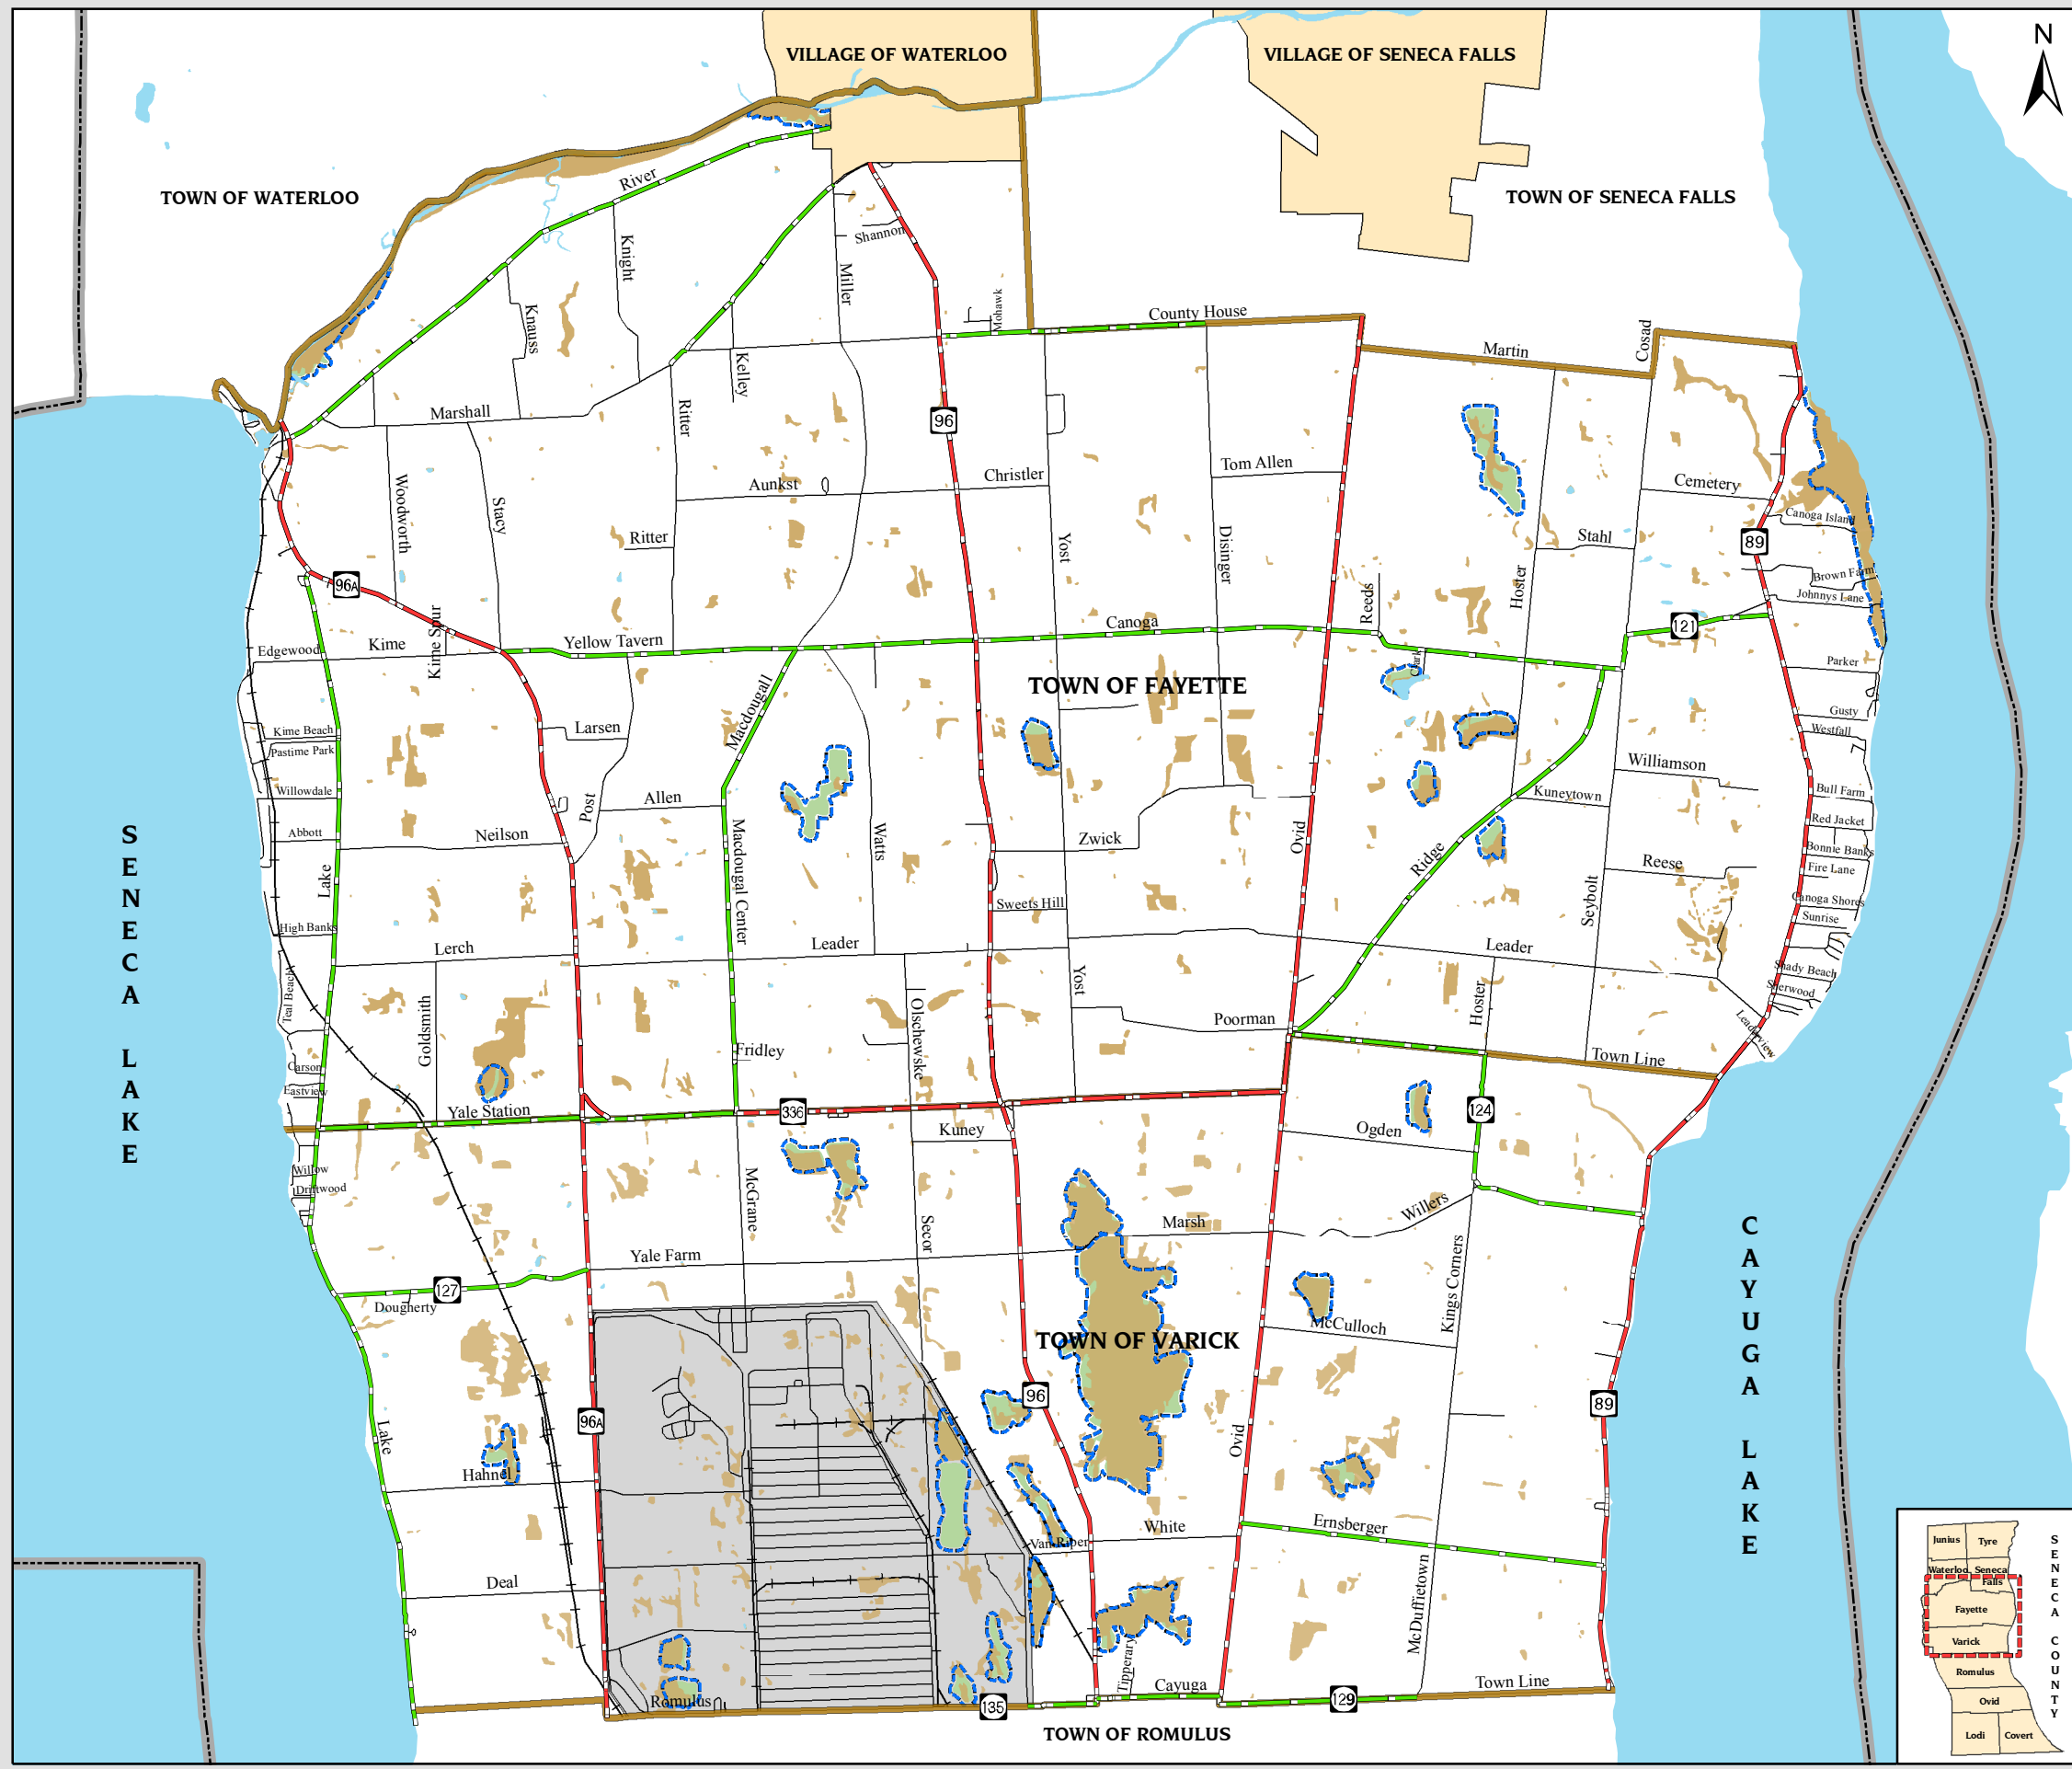 VILLAGE OF WATERLOO
VILLAGE OF SENECA FALLS
N
TOWN OF WATERLOO
TOWN OF SENECA FALLS
River
Knight
Shannon
Miller
Mohawk
Knauss
County House
Martin
Cosad
Kelley
Marshall
Ritter
96
Tom Allen
Christler
Aunkst
Cemetery
Woodworth
Stacy
Canoga Island
Ritter
Yost
Disinger
Stahl
89
Hoster
Brown Farm
Johnnys Lane
96A
Reeds
Kime Spur
Canoga
121
Edgewood
Kime
Yellow Tavern
Clark
Parker
TOWN OF FAYETTE
Macdougall
Gusty
Westfall
Kime Beach
Larsen
Pastime Park
Williamson
Willowdale
Allen
Post
Kuneytown
Bull Farm
Abbott
Neilson
Macdougal Center
Watts
Zwick
Ovid
Red Jacket
Bonnie Banks
Ridge
Reese
Fire Lane
Lake
Sweets Hill
Seybolt
Canoga Shores
Sunrise
High Banks
Lerch
Leader
Leader
Teal Beach
Yost
Shady Beach
Sherwood
Goldsmith
Olschewske
Poorman
Hoster
Leaderview
Fridley
Town Line
Carson
Eastview
Yale Station
336
124
Kuney
Ogden
Willow
Driftwood
McGrane
Secor
Marsh
Willers
Yale Farm
Kings Corners
127
Dougherty
McCulloch
TOWN OF VARICK
96
89
96A
Lake
Ovid
Hahnel
White
Ernsberger
Van Riper
Deal
McDuffietown
Tipperary
Cayuga
Town Line
Romulus
135
129
TOWN OF ROMULUS
SENECA LAKE
CAYUGA LAKE
Junius
Tyre
Waterloo
Seneca Falls
Fayette
Varick
Romulus
Ovid
Lodi
Covert
SENECA COUNTY